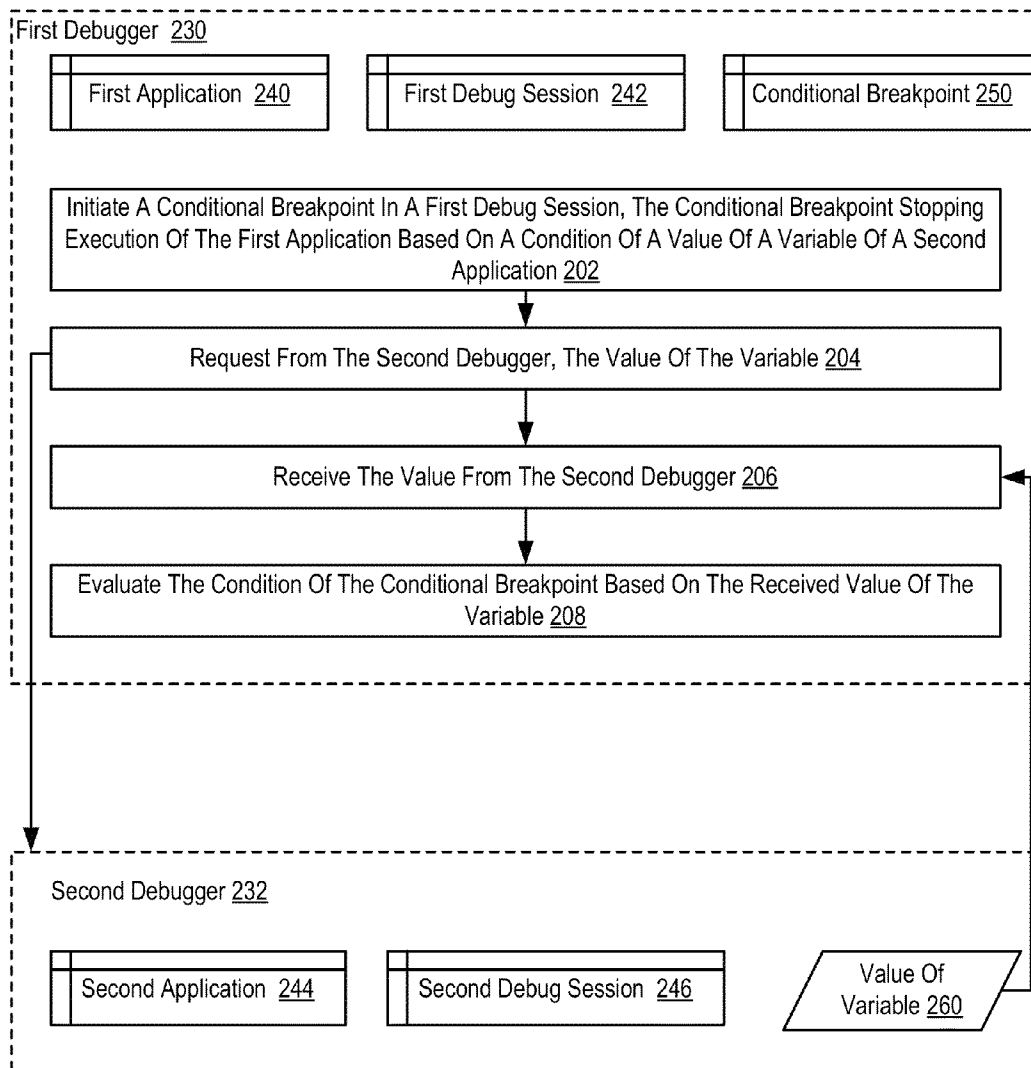 First Debugger 230
First Application 240
First Debug Session 242
Conditional Breakpoint 250
Initiate A Conditional Breakpoint In A First Debug Session, The Conditional Breakpoint Stopping
Execution Of The First Application Based On A Condition Of A Value Of A Variable Of A Second
Application 202
Request From The Second Debugger, The Value Of The Variable 204
Receive The Value From The Second Debugger 206
Evaluate The Condition Of The Conditional Breakpoint Based On The Received Value Of The
Variable 208
Second Debugger 232
Second Application 244
Second Debug Session 246
Value Of
Variable 260